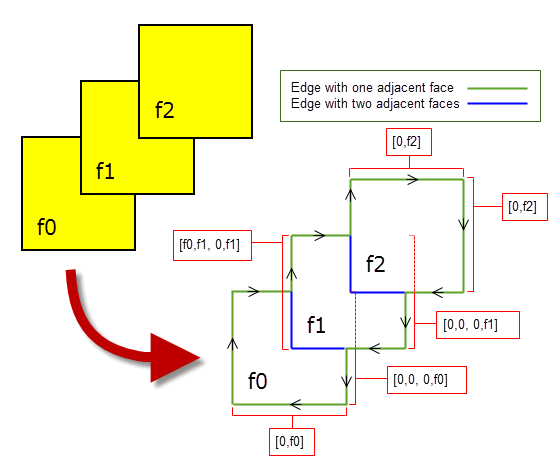 f2
f1
f0
Edge with one adjacent face
Edge with two adjacent faces
[0,f2]
[0,f2]
[f0,f1, 0,f1]
f2
[0,0, 0,f1]
f1
[0,0, 0,f0]
f0
[0,f0]